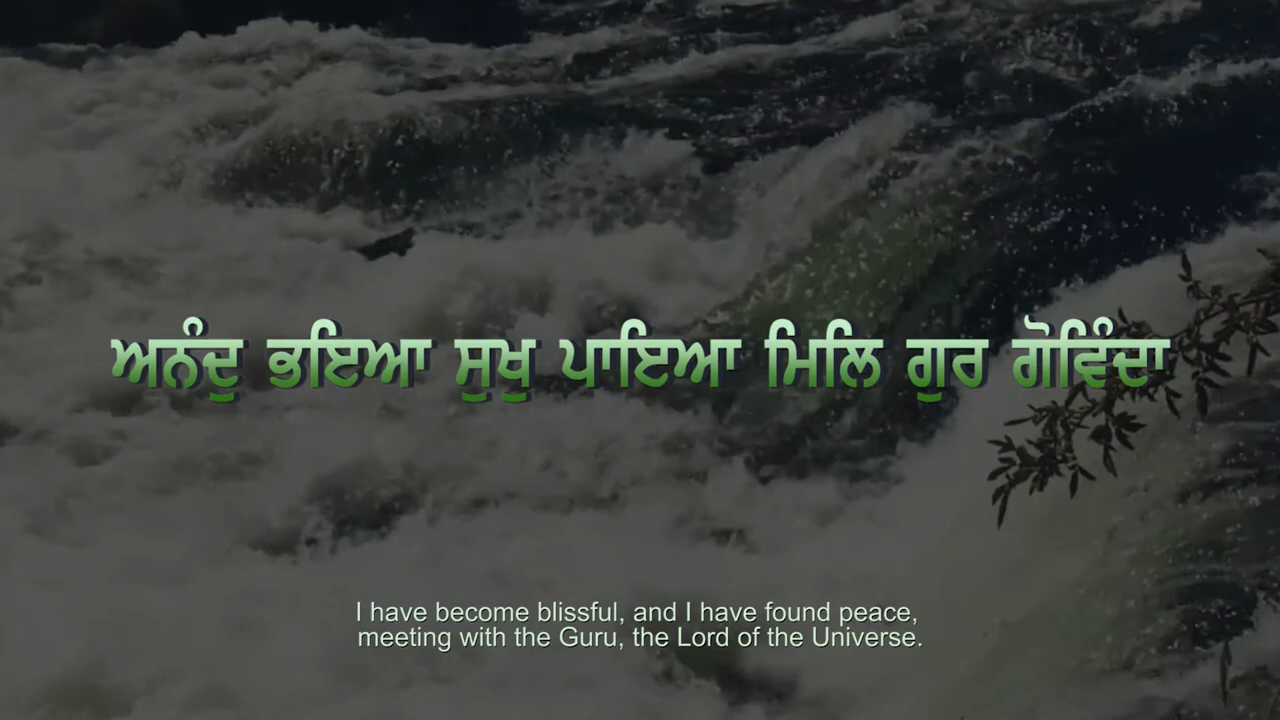 ਅਨੰਦੁ ਭਇਆ ਸੁਖੁ ਪਾਇਆ ਮਿਲਿ ਗੁਰ ਗੋਵਿੰਦਾ
I have become blissful, and I have found peace,
meeting with the Guru, the Lord of the Universe.